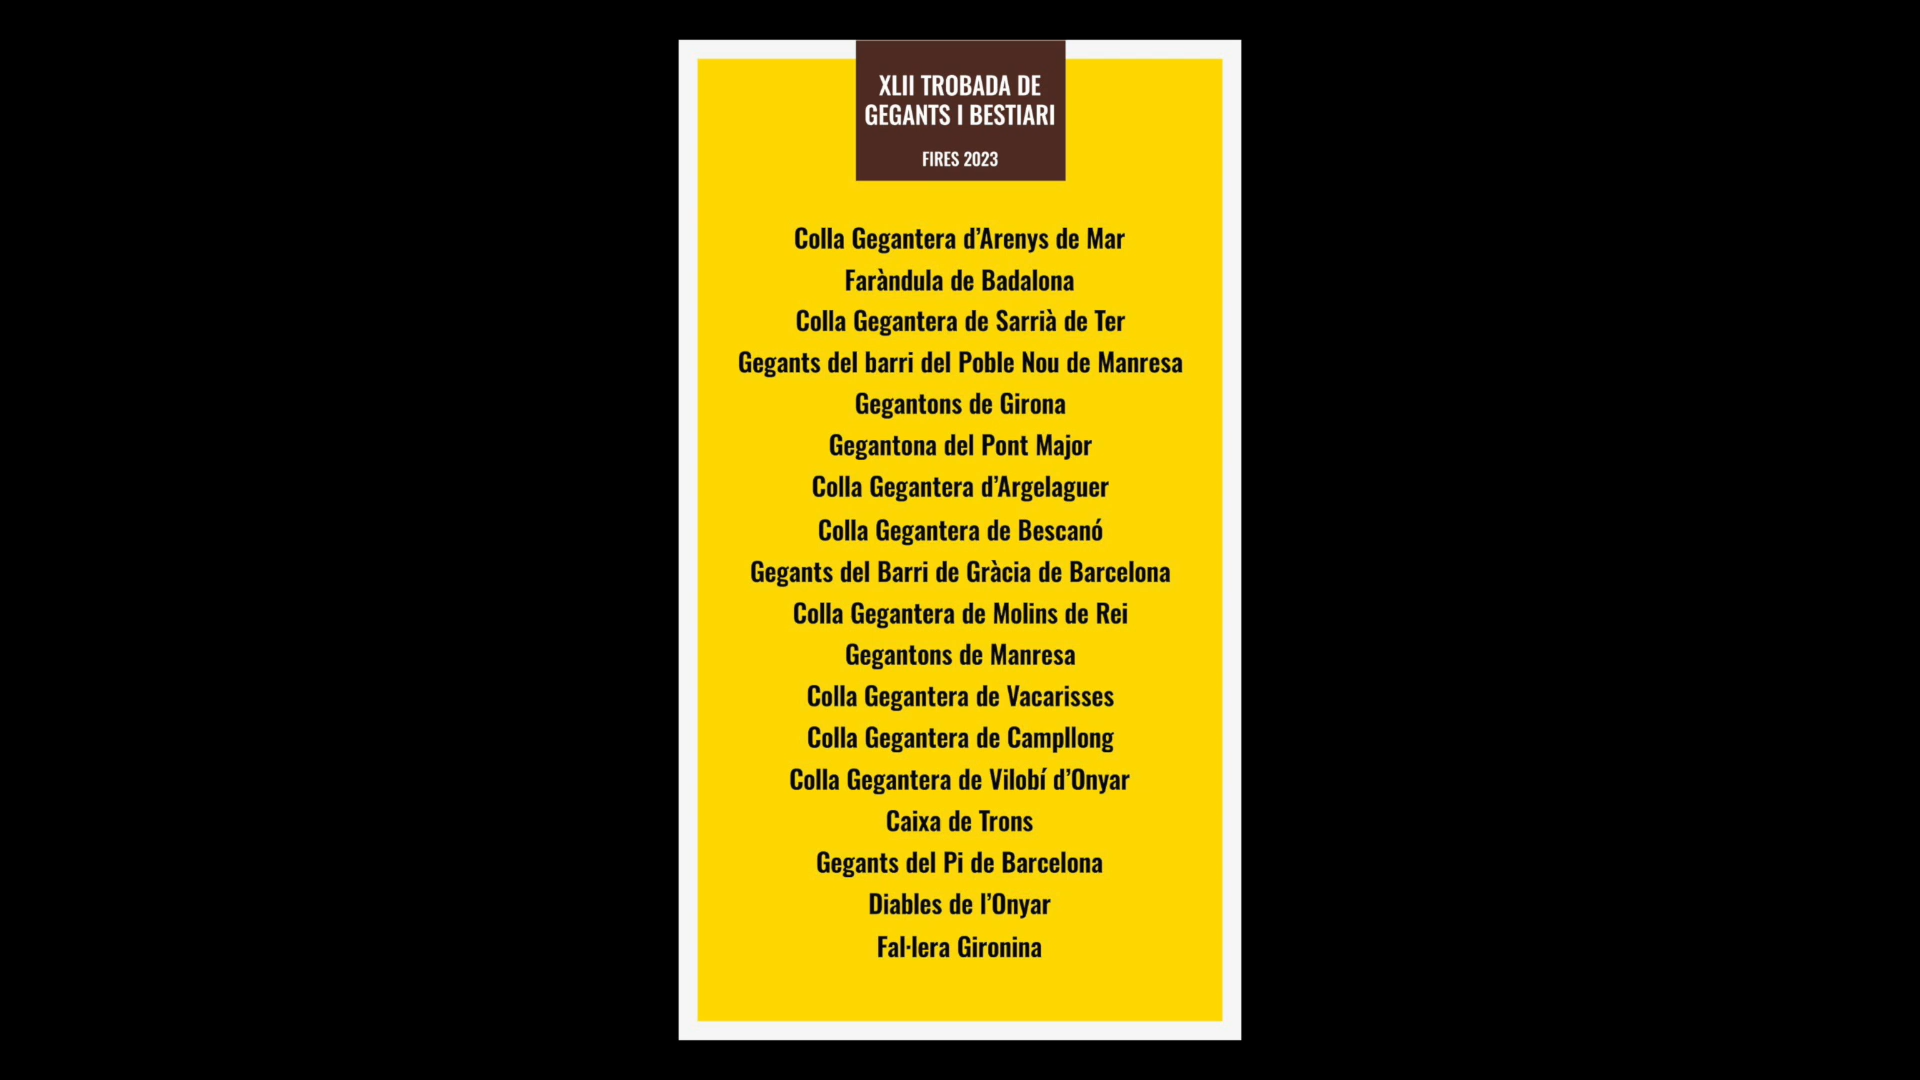 XLII TROBADA DE
GEGANTS I BESTIARI
FIRES 2023
Colla Gegantera d’Arenys de Mar
Faràndula de Badalona
Colla Gegantera de Sarrià de Ter
Gegants del barri del Poble Nou de Manresa
Gegantons de Girona
Gegantona del Pont Major
Colla Gegantera d’Argelaguer
Colla Gegantera de Bescanó
Gegants del Barri de Gràcia de Barcelona
Colla Gegantera de Molins de Rei
Gegantons de Manresa
Colla Gegantera de Vacarisses
Colla Gegantera de Campllong
Colla Gegantera de Vilobí d’Onyar
Caixa de Trons
Gegants del Pi de Barcelona
Diables de l’Onyar
Fal·lera Gironina